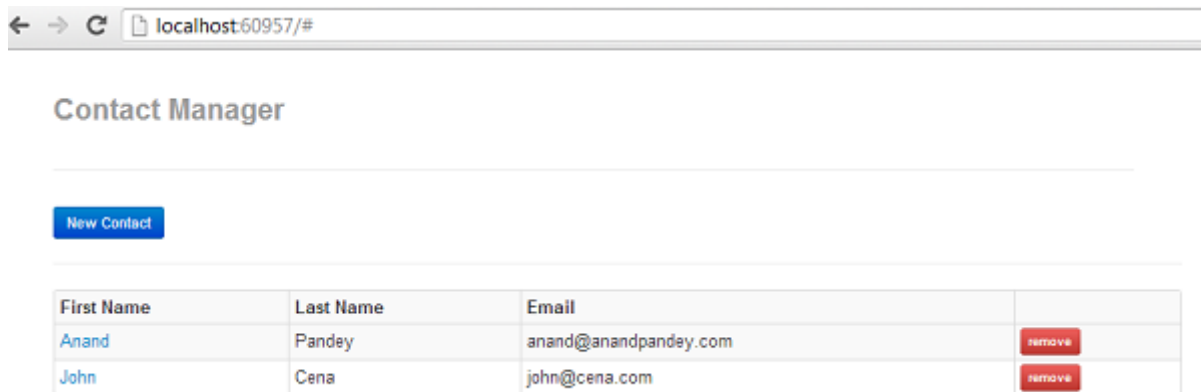 localhost:60957/#
Contact Manager
New Contact
First Name Last Name Email
Anand Pandey anand@anandpandey.com remove
John Cena john@cena.com remove